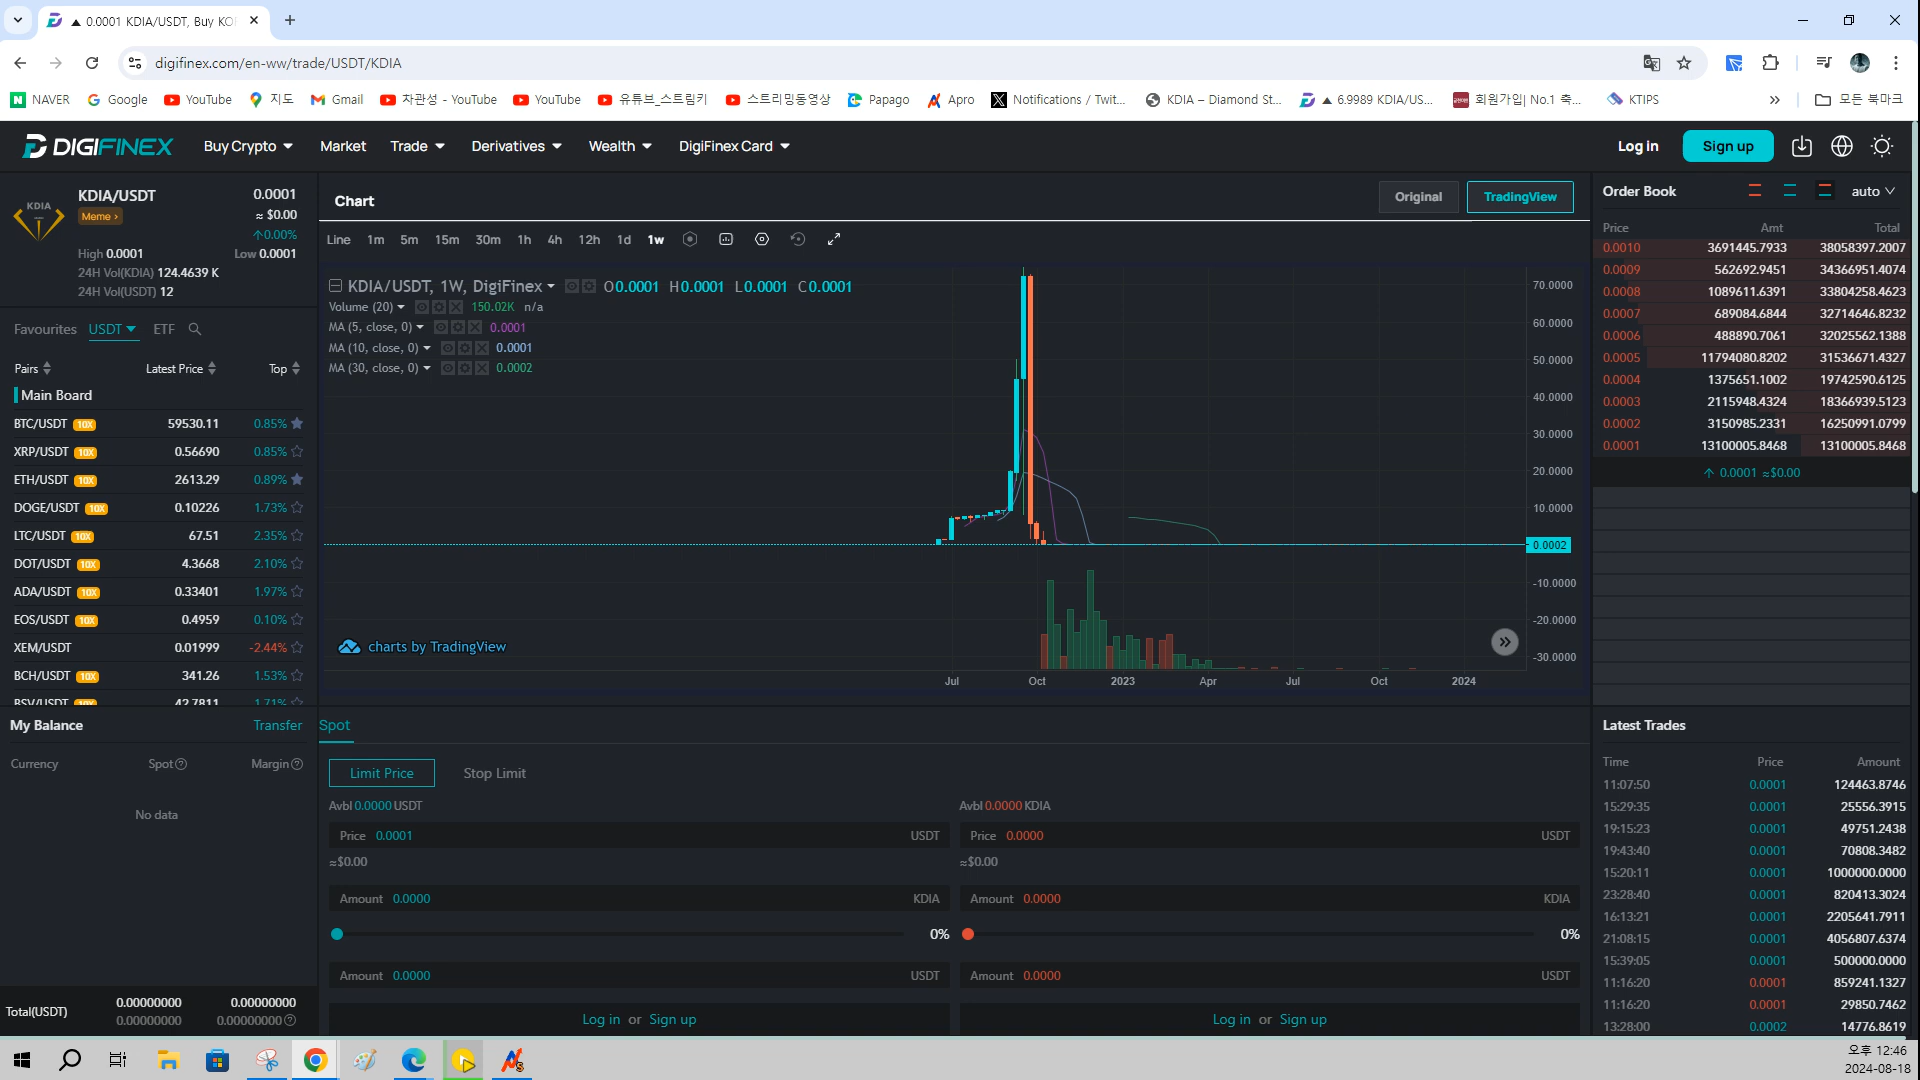 ▲ 0.0001 KDIA/USDT, Buy KO
digifinex.com/en-ww/trade/USDT/KDIA
NAVER Google YouTube 지도 Gmail 차관성 - YouTube YouTube 유튜브_스트림키 스트리밍동영상 Papago Apro Notifications / Twit... KDIA – Diamond St... ▲ 6.9989 KDIA/US... 회원가입| No.1 축... KTIPS » 모든 북마크
DIGIFINEX Buy Crypto Market Trade Derivatives Wealth DigiFinex Card Log in Sign up
KDIA
KDIA/USDT 0.0001
Meme > ≈ $0.00
↑0.00%
High 0.0001 Low 0.0001
24H Vol(KDIA) 124.4639 K
24H Vol(USDT) 12
Favourites USDT ETF
Pairs Latest Price Top
Main Board
BTC/USDT 10X 59530.11 0.85%
XRP/USDT 10X 0.56690 0.85%
ETH/USDT 10X 2613.29 0.89%
DOGE/USDT 10X 0.10226 1.73%
LTC/USDT 10X 67.51 2.35%
DOT/USDT 10X 4.3668 2.10%
ADA/USDT 10X 0.33401 1.97%
EOS/USDT 10X 0.4959 0.10%
XEM/USDT 0.01999 -2.44%
BCH/USDT 10X 341.26 1.53%
BSV/USDT 10X 42.7811 1.71%
My Balance Transfer
Currency Spot Margin
No data
Total(USDT) 0.00000000 0.00000000
0.00000000 0.00000000
Chart Original TradingView
Line 1m 5m 15m 30m 1h 4h 12h 1d 1w
KDIA/USDT, 1W, DigiFinex O0.0001 H0.0001 L0.0001 C0.0001
Volume (20) 150.02K n/a
MA (5, close, 0) 0.0001
MA (10, close, 0) 0.0001
MA (30, close, 0) 0.0002
70.0000
60.0000
50.0000
40.0000
30.0000
20.0000
10.0000
0.0002
-10.0000
-20.0000
-30.0000
charts by TradingView
Jul Oct 2023 Apr Jul Oct 2024
Spot
Limit Price Stop Limit
Avbl 0.0000 USDT Avbl 0.0000 KDIA
Price 0.0001 USDT Price 0.0000 USDT
≈$0.00 ≈$0.00
Amount 0.0000 KDIA Amount 0.0000 KDIA
0% 0%
Amount 0.0000 USDT Amount 0.0000 USDT
Log in or Sign up Log in or Sign up
Order Book auto
Price Amt Total
0.0010 3691445.7933 38058397.2007
0.0009 562692.9451 34366951.4074
0.0008 1089611.6391 33804258.4623
0.0007 689084.6844 32714646.8232
0.0006 488890.7061 32025562.1388
0.0005 11794080.8202 31536671.4327
0.0004 1375651.1002 19742590.6125
0.0003 2115948.4324 18366939.5123
0.0002 3150985.2331 16250991.0799
0.0001 13100005.8468 13100005.8468
↑ 0.0001 ≈$0.00
Latest Trades
Time Price Amount
11:07:50 0.0001 124463.8746
15:29:35 0.0001 25556.3915
19:15:23 0.0001 49751.2438
19:43:40 0.0001 70808.3482
15:20:11 0.0001 1000000.0000
23:28:40 0.0001 820413.3024
16:13:21 0.0001 2205641.7911
21:08:15 0.0001 4056807.6374
15:39:05 0.0001 500000.0000
11:16:20 0.0001 859241.1327
11:16:20 0.0001 29850.7462
13:28:00 0.0002 14776.8619
오후 12:46
2024-08-18